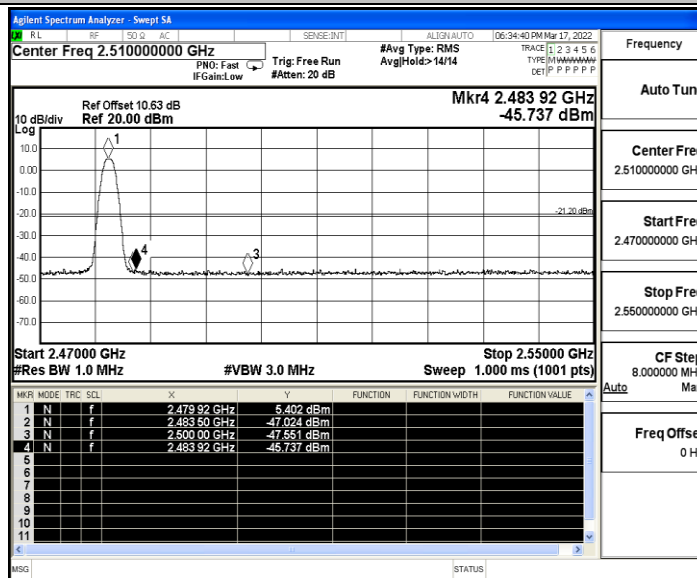 Agilent Spectrum Analyzer - Swept SA
RL RF 50 Ω AC SENSE:INT ALIGNAUTO 06:34:40 PM Mar 17, 2022
Center Freq 2.510000000 GHz
PNO: Fast
IFGain:Low
Trig: Free Run
#Atten: 20 dB
#Avg Type: RMS
Avg|Hold:>14/14
TRACE 1 2 3 4 5 6
TYPE M
DET P P P P P P
Ref Offset 10.63 dB
10 dB/div Ref 20.00 dBm
Log
Mkr4 2.483 92 GHz
-45.737 dBm
10.0
0.00
-10.0
-20.0
-30.0
-40.0
-50.0
-60.0
-70.0
1
4
3
-21.20 dBm
Start 2.47000 GHz Stop 2.55000 GHz
#Res BW 1.0 MHz #VBW 3.0 MHz Sweep 1.000 ms (1001 pts)
MKR MODE TRC SCL X Y FUNCTION FUNCTION WIDTH FUNCTION VALUE
1 N f 2.479 92 GHz 5.402 dBm
2 N f 2.483 50 GHz -47.024 dBm
3 N f 2.500 00 GHz -47.551 dBm
4 N f 2.483 92 GHz -45.737 dBm
5
6
7
8
9
10
11
MSG STATUS
Frequency
Auto Tun
Center Fre
2.510000000 GH
Start Fre
2.470000000 GH
Stop Fre
2.550000000 GH
CF Step
8.000000 MH
Auto Ma
Freq Offse
0 H